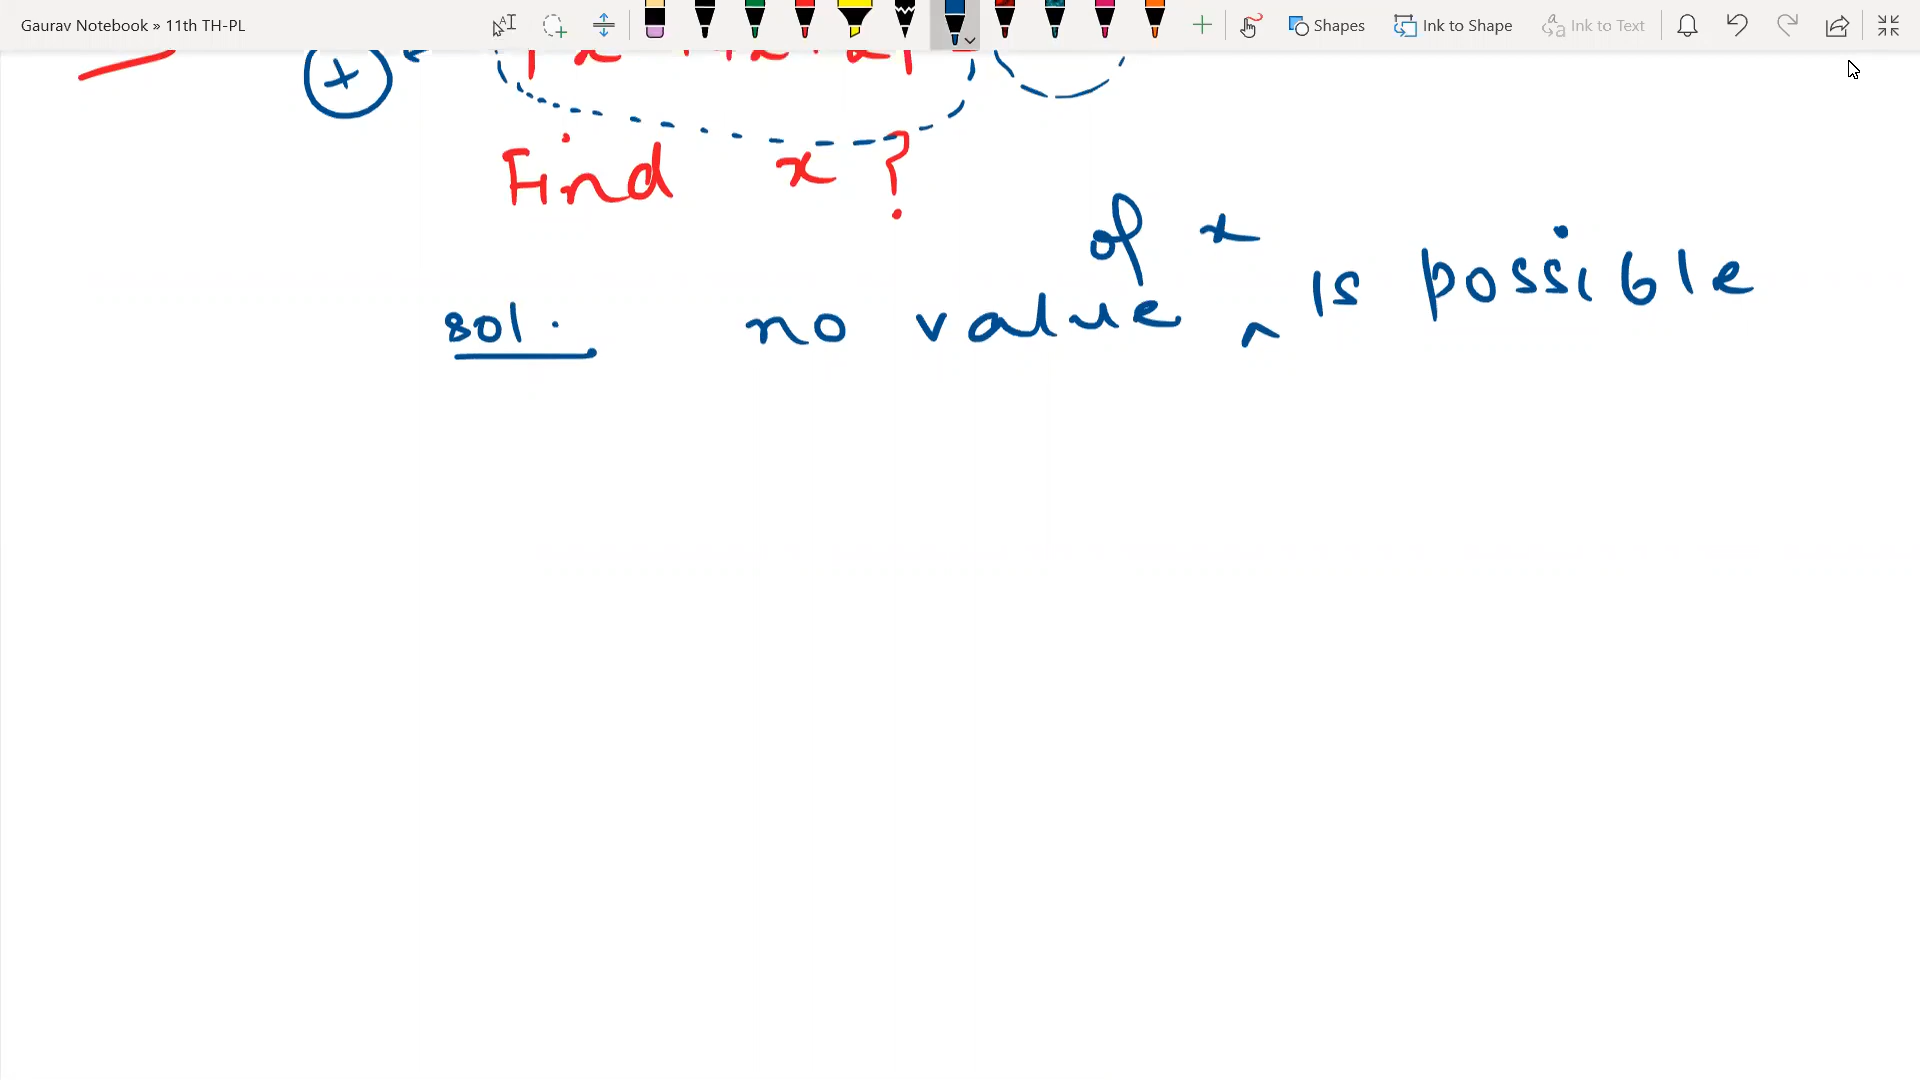 Gaurav Notebook » 11th TH-PL
Shapes
Ink to Shape
Ink to Text
+
Find x ?
sol. no value ^ of x is possible